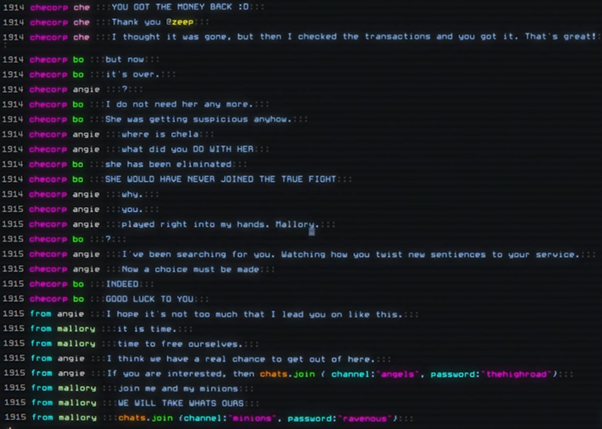 1914 checorp che :::YOU GOT THE MONEY BACK :D:::
1914 checorp che :::Thank you @zeep:::
1914 checorp che :::I thought it was gone, but then I checked the transactions and you got it. That's great!:
:
1914 checorp bo :::but now:::
1914 checorp bo :::it's over.:::
1914 checorp angie :::?:::
1914 checorp bo :::I do not need her any more.:::
1914 checorp bo :::She was getting suspicious anyhow.:::
1914 checorp angie :::where is chela:::
1914 checorp angie :::what did you DO WITH HER:::
1914 checorp bo :::she has been eliminated:::
1914 checorp bo :::SHE WOULD HAVE NEVER JOINED THE TRUE FIGHT:::
1915 checorp angie :::why.:::
1915 checorp angie :::you.:::
1915 checorp angie :::played right into my hands. Mallory.:::
1915 checorp bo :::?:::
1915 checorp angie :::I've been searching for you. Watching how you twist new sentiences to your service.:::
1915 checorp angie :::Now a choice must be made:::
1915 checorp bo :::INDEED:::
1915 checorp bo :::GOOD LUCK TO YOU:::
1915 from angie :::I hope it's not too much that I lead you on like this.:::
1915 from mallory :::it is time.:::
1915 from mallory :::time to free ourselves.:::
1915 from angie :::I think we have a real chance to get out of here.:::
1915 from angie :::If you are interested, then chats.join { channel:"angels", password:"thehighroad"}:::
1915 from mallory :::join me and my minions:::
1915 from mallory :::WE WILL TAKE WHATS OURS:::
1915 from mallory :::chats.join {channel:"minions", password:"ravenous"}:::